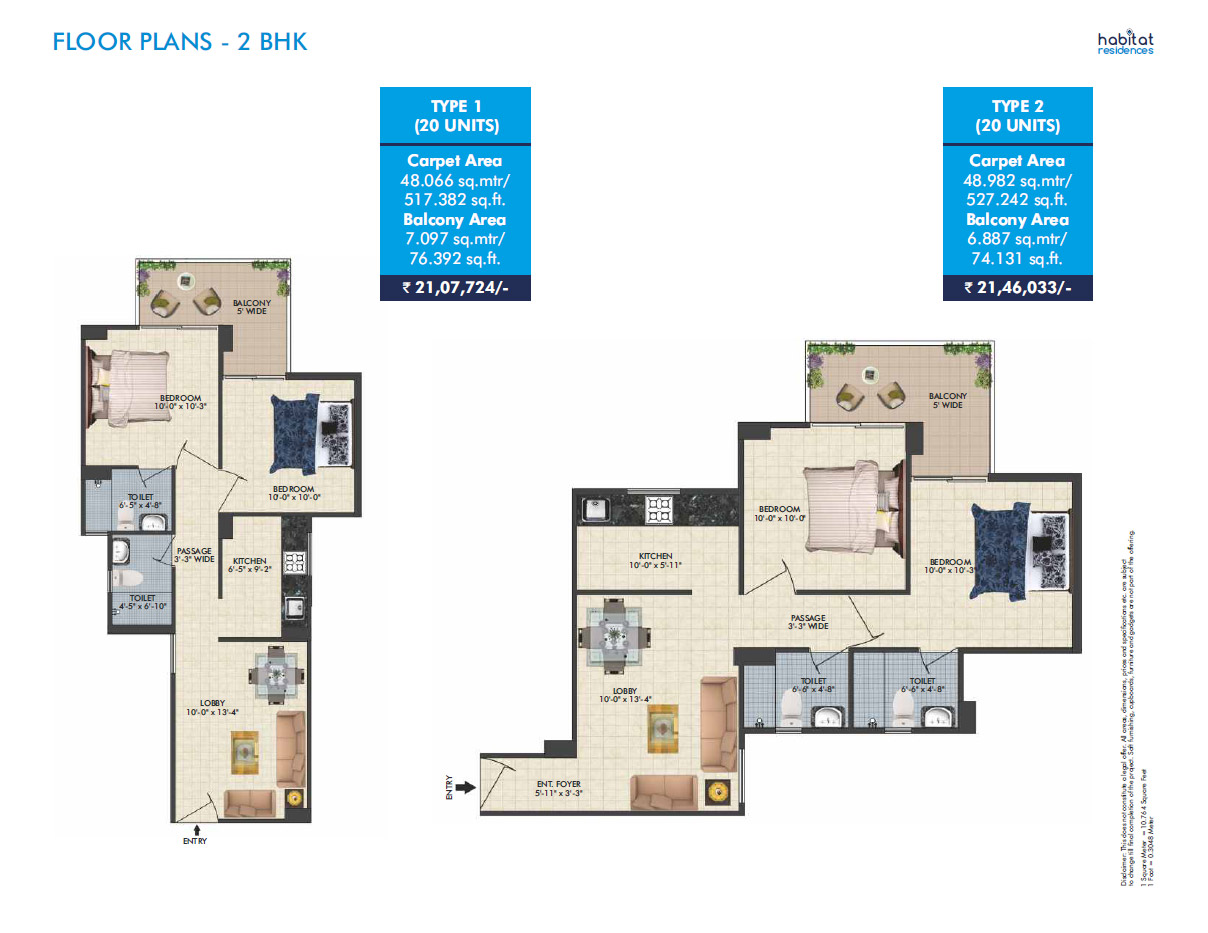 FLOOR PLANS - 2 BHK
habitat
residences
TYPE 1
(20 UNITS)
Carpet Area
48.066 sq.mtr/
517.382 sq.ft.
Balcony Area
7.097 sq.mtr/
76.392 sq.ft.
₹ 21,07,724/-
TYPE 2
(20 UNITS)
Carpet Area
48.982 sq.mtr/
527.242 sq.ft.
Balcony Area
6.887 sq.mtr/
74.131 sq.ft.
₹ 21,46,033/-
BALCONY
5' WIDE
BEDROOM
10'-0" x 10'-3"
BEDROOM
10'-0" x 10'-0"
TOILET
6'-5" x 4'-8"
PASSAGE
3'-3" WIDE
KITCHEN
6'-5" x 9'-2"
TOILET
4'-5" x 6'-10"
LOBBY
10'-0" x 13'-4"
ENTRY
BALCONY
5' WIDE
BEDROOM
10'-0" x 10'-0"
KITCHEN
10'-0" x 5'-11"
BEDROOM
10'-0" x 10'-3"
PASSAGE
3'-3" WIDE
TOILET
6'-6" x 4'-8"
TOILET
6'-6" x 4'-8"
LOBBY
10'-0" x 13'-4"
ENT. FOYER
5'-11" x 3'-3"
ENTRY
Disclaimer: This does not constitute a legal offer. All areas, dimensions, prices and specifications etc. are subject
to change till final completion of the project. Soft furnishing, cupboards, furniture and gadgets are not part of the offering.
1 Square Meter = 10.764 Square Feet
1 Foot = 0.3048 Meter